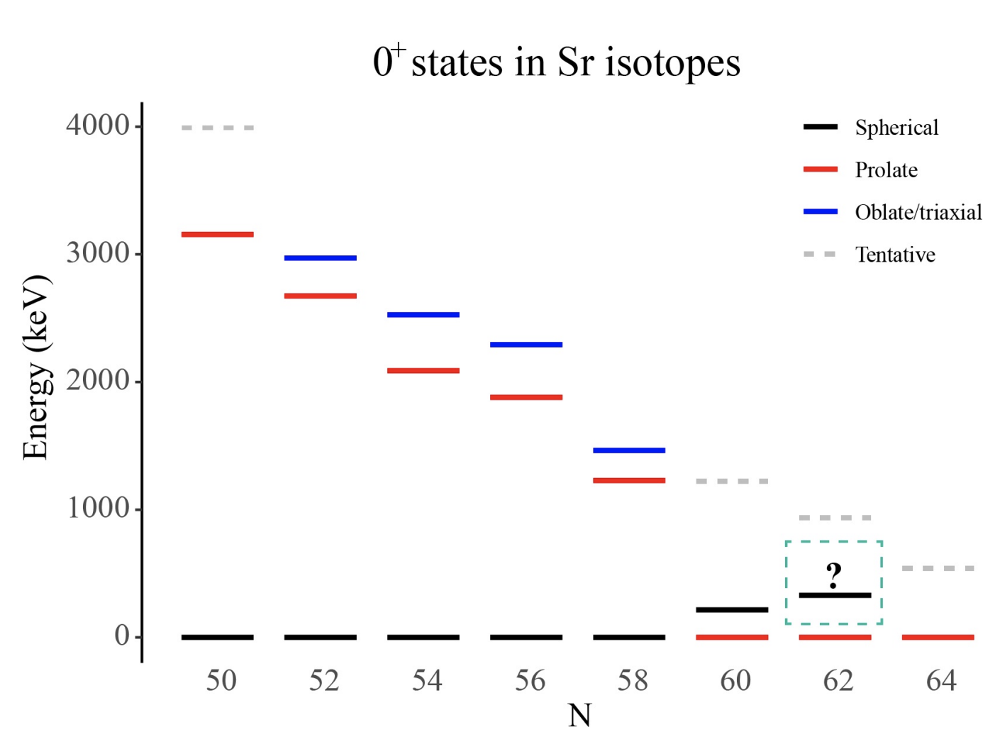 0⁺ states in Sr isotopes
4000
3000
2000
1000
0
Energy (keV)
Spherical
Prolate
Oblate/triaxial
Tentative
?
50 52 54 56 58 60 62 64
N